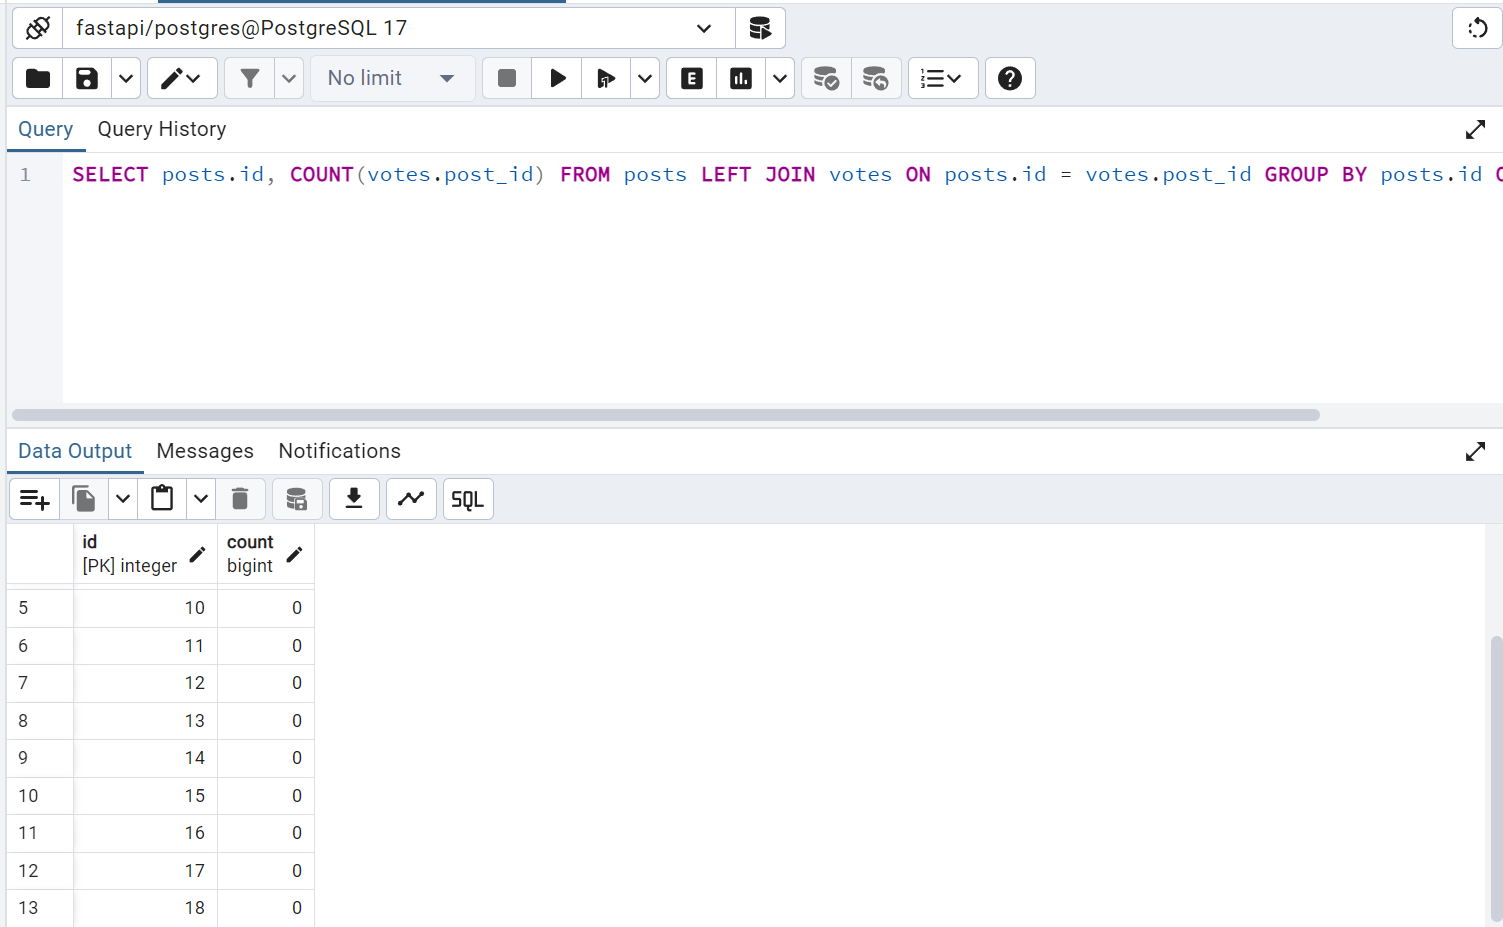 fastapi/postgres@PostgreSQL 17
No limit
E
Query Query History
1 SELECT posts.id, COUNT(votes.post_id) FROM posts LEFT JOIN votes ON posts.id = votes.post_id GROUP BY posts.id
Data Output Messages Notifications
SQL
id count
[PK] integer bigint
5 10 0
6 11 0
7 12 0
8 13 0
9 14 0
10 15 0
11 16 0
12 17 0
13 18 0